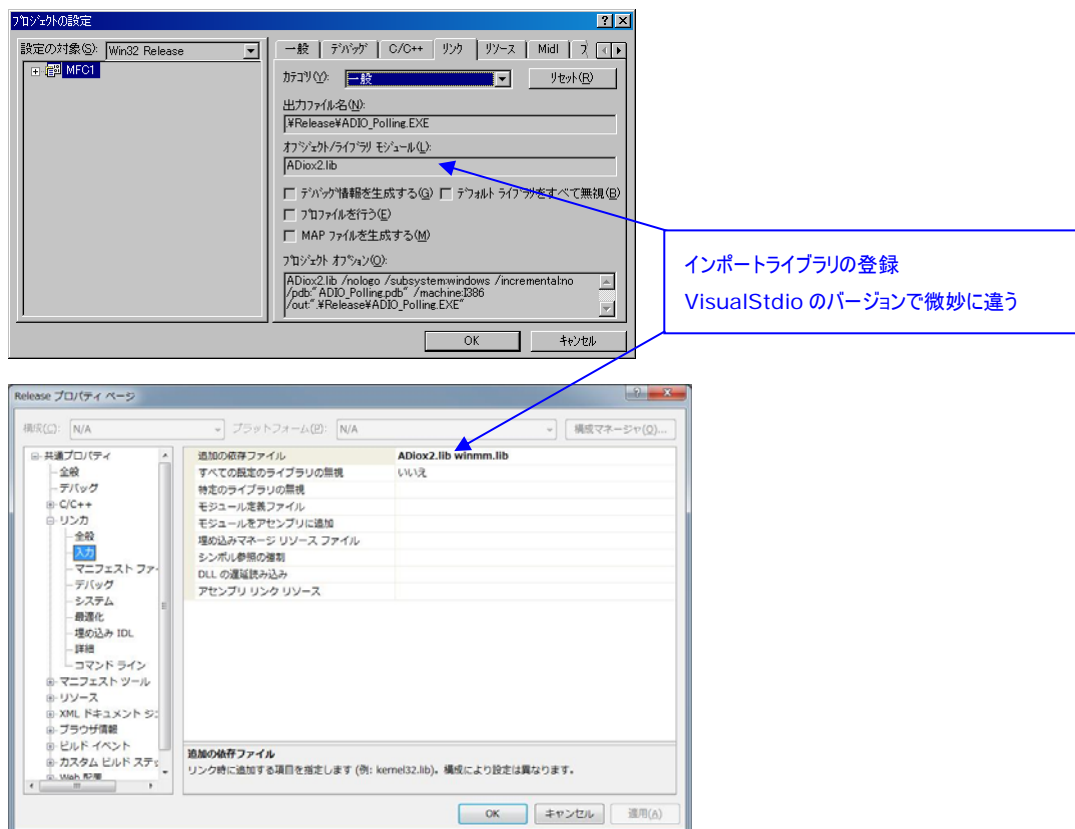 プロジェクトの設定
設定の対象(S): Win32 Release
MFC1
一般 デバッグ C/C++ リンク リソース Midl
カテゴリ(Y): 一般 リセット(R)
出力ファイル名(N):
.¥Release¥ADIO_Polling.EXE
オブジェクト/ライブラリ モジュール(L):
ADiox2.lib
デバッグ情報を生成する(G) デフォルト ライブラリをすべて無視(B)
プロファイルを行う(E)
MAP ファイルを生成する(M)
プロジェクト オプション(O):
ADiox2.lib /nologo /subsystem:windows /incremental:no
/pdb:"ADIO_Polling.pdb" /machine:I386
/out:".¥Release¥ADIO_Polling.EXE"
OK キャンセル
インポートライブラリの登録
VisualStdio のバージョンで微妙に違う
Release プロパティ ページ
構成(C): N/A プラットフォーム(P): N/A 構成マネージャ(O)...
共通プロパティ
全般
デバッグ
C/C++
リンカ
全般
入力
マニフェスト ファ
デバッグ
システム
最適化
埋め込み IDL
詳細
コマンド ライン
マニフェスト ツール
リソース
XML ドキュメント ジ
ブラウザ情報
ビルド イベント
カスタム ビルド ステッ
Web 配置
追加の依存ファイル ADiox2.lib winmm.lib
すべての既定のライブラリの無視 いいえ
特定のライブラリの無視
モジュール定義ファイル
モジュールをアセンブリに追加
埋め込みマネージ リソース ファイル
シンボル参照の強制
DLL の遅延読み込み
アセンブリ リンク リソース
追加の依存ファイル
リンク時に追加する項目を指定します (例: kernel32.lib)。構成により設定は異なります。
OK キャンセル 適用(A)